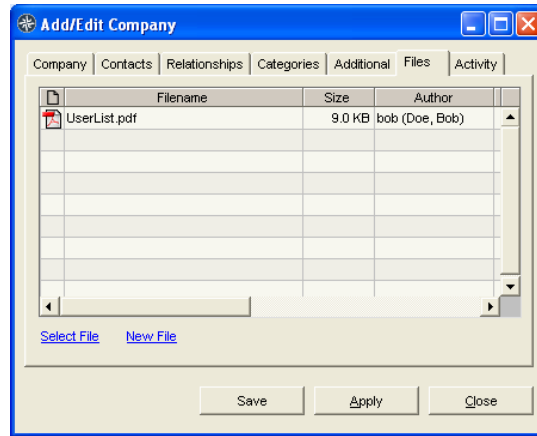 Add/Edit Company
Company Contacts Relationships Categories Additional Files Activity
Filename Size Author
UserList.pdf 9.0 KB bob (Doe, Bob)
Select File New File
Save Apply Close